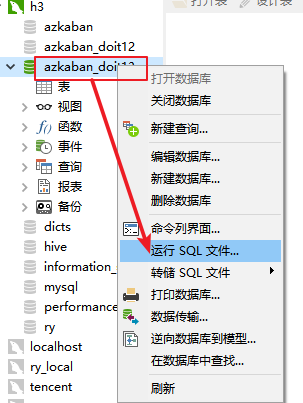 打开表 设计表
h3
azkaban
azkaban_doit12
azkaban_doit13
表
视图
函数
事件
查询
报表
备份
dicts
hive
information_
mysql
performance
ry
localhost
ry_local
tencent
打开数据库
关闭数据库
新建查询...
编辑数据库...
新建数据库...
删除数据库
命令列界面...
运行 SQL 文件...
转储 SQL 文件
打印数据库...
数据传输...
逆向数据库到模型...
在数据库中查找...
刷新